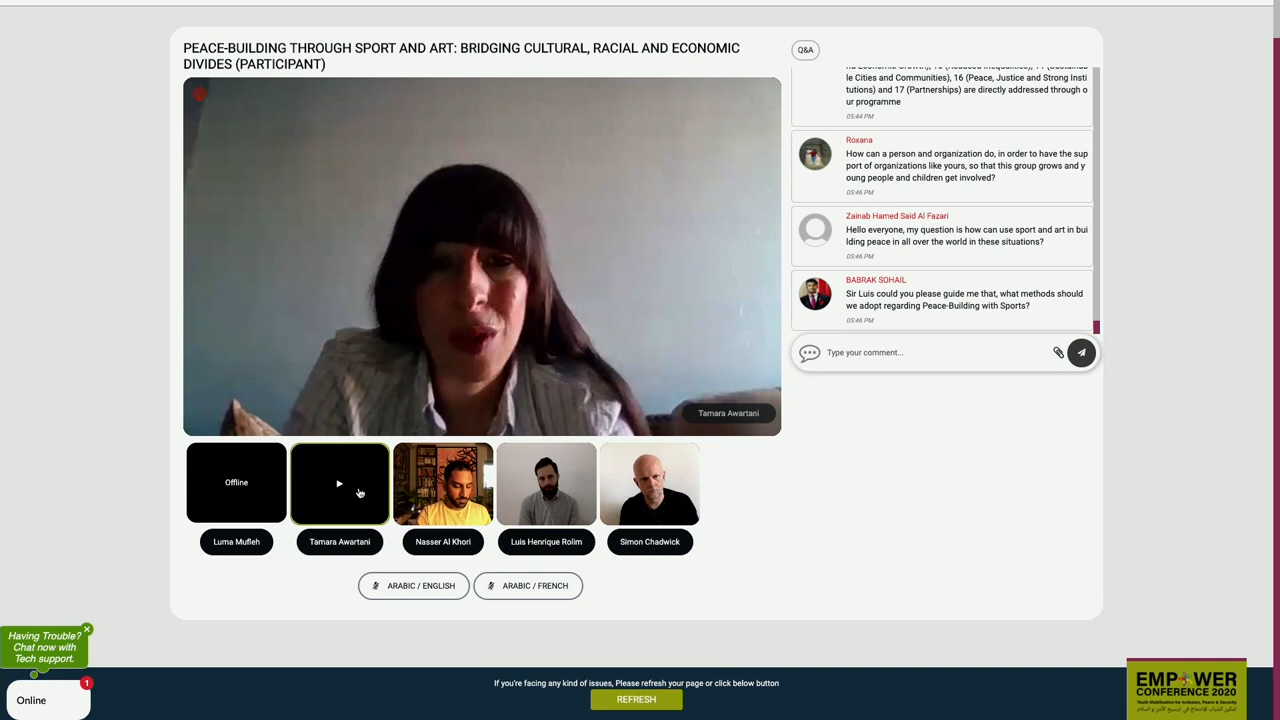 PEACE-BUILDING THROUGH SPORT AND ART: BRIDGING CULTURAL, RACIAL AND ECONOMIC
DIVIDES (PARTICIPANT)
Tamara Awartani
Offline
Luma Mufleh
Tamara Awartani
Nasser Al Khori
Luis Henrique Rolim
Simon Chadwick
ARABIC / ENGLISH
ARABIC / FRENCH
Q&A
le Cities and Communities), 16 (Peace, Justice and Strong Insti
tutions) and 17 (Partnerships) are directly addressed through o
ur programme
05:44 PM
Roxana
How can a person and organization do, in order to have the sup
port of organizations like yours, so that this group grows and y
oung people and children get involved?
05:46 PM
Zainab Hamed Said Al Fazari
Hello everyone, my question is how can use sport and art in bui
lding peace in all over the world in these situations?
05:46 PM
BABRAK SOHAIL
Sir Luis could you please guide me that, what methods should
we adopt regarding Peace-Building with Sports?
05:46 PM
Type your comment...
Having Trouble?
Chat now with
Tech support.
1
Online
If you're facing any kind of issues, Please refresh your page or click below button
REFRESH
EMPOWER
CONFERENCE 2020
Youth Mobilisation for Inclusion, Peace & Security